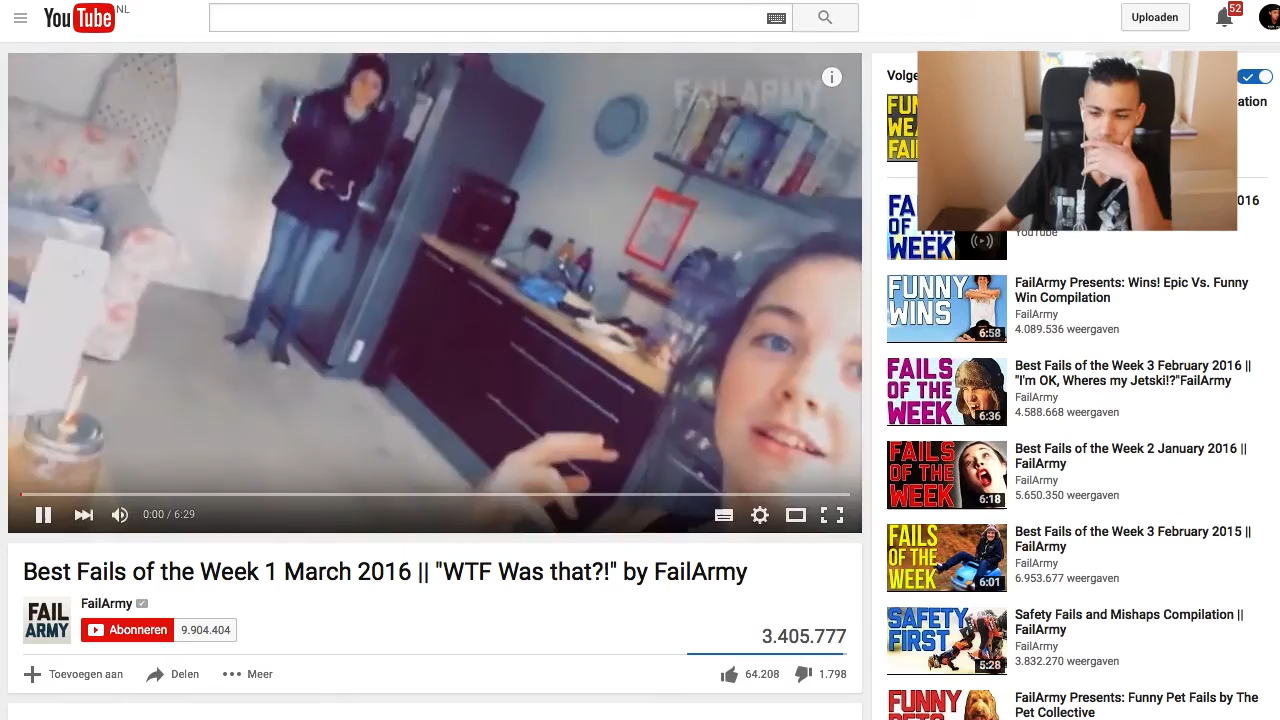 YouTube NL
Uploaden
52
FAILARMY
Volge
ation
016
YouTube
FUN
WE
FAI
FA
OF
WEEK
FUNNY
WINS
6:58
FailArmy Presents: Wins! Epic Vs. Funny
Win Compilation
FailArmy
4.089.536 weergaven
FAILS
OF THE
WEEK
6:36
Best Fails of the Week 3 February 2016 ||
"I'm OK, Wheres my Jetski!?"FailArmy
FailArmy
4.588.668 weergaven
FAILS
OF THE
WEEK
6:18
Best Fails of the Week 2 January 2016 ||
FailArmy
FailArmy
5.650.350 weergaven
FAILS
OF THE
WEEK
6:01
Best Fails of the Week 3 February 2015 ||
FailArmy
FailArmy
6.953.677 weergaven
SAFETY
FIRST
5:28
Safety Fails and Mishaps Compilation ||
FailArmy
FailArmy
3.832.270 weergaven
FUNNY
FailArmy Presents: Funny Pet Fails by The
Pet Collective
0:00 / 6:29
Best Fails of the Week 1 March 2016 || "WTF Was that?!" by FailArmy
FAIL
ARMY
FailArmy
Abonneren 9.904.404
3.405.777
Toevoegen aan Delen Meer 64.208 1.798